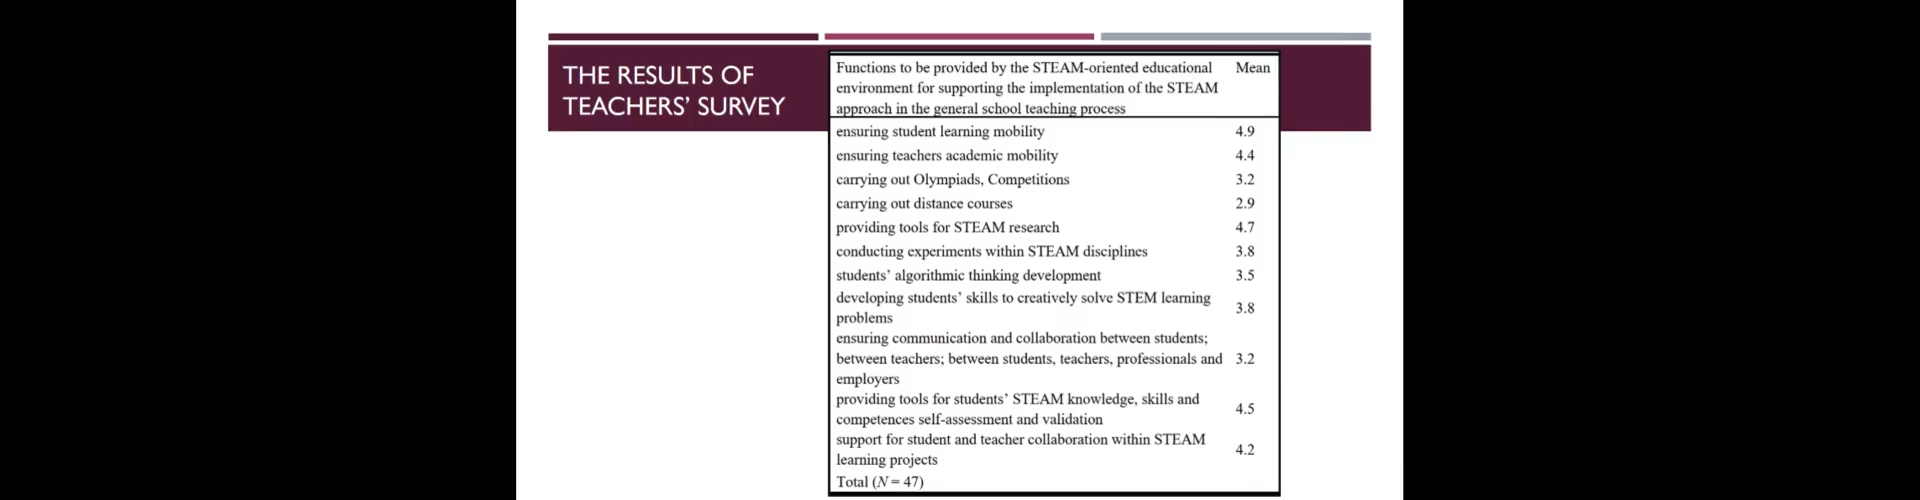 THE RESULTS OF
TEACHERS' SURVEY
Functions to be provided by the STEAM-oriented educational Mean
environment for supporting the implementation of the STEAM
approach in the general school teaching process
ensuring student learning mobility 4.9
ensuring teachers academic mobility 4.4
carrying out Olympiads, Competitions 3.2
carrying out distance courses 2.9
providing tools for STEAM research 4.7
conducting experiments within STEAM disciplines 3.8
students' algorithmic thinking development 3.5
developing students' skills to creatively solve STEM learning
problems 3.8
ensuring communication and collaboration between students;
between teachers; between students, teachers, professionals and 3.2
employers
providing tools for students' STEAM knowledge, skills and
competences self-assessment and validation 4.5
support for student and teacher collaboration within STEAM
learning projects 4.2
Total (N = 47)